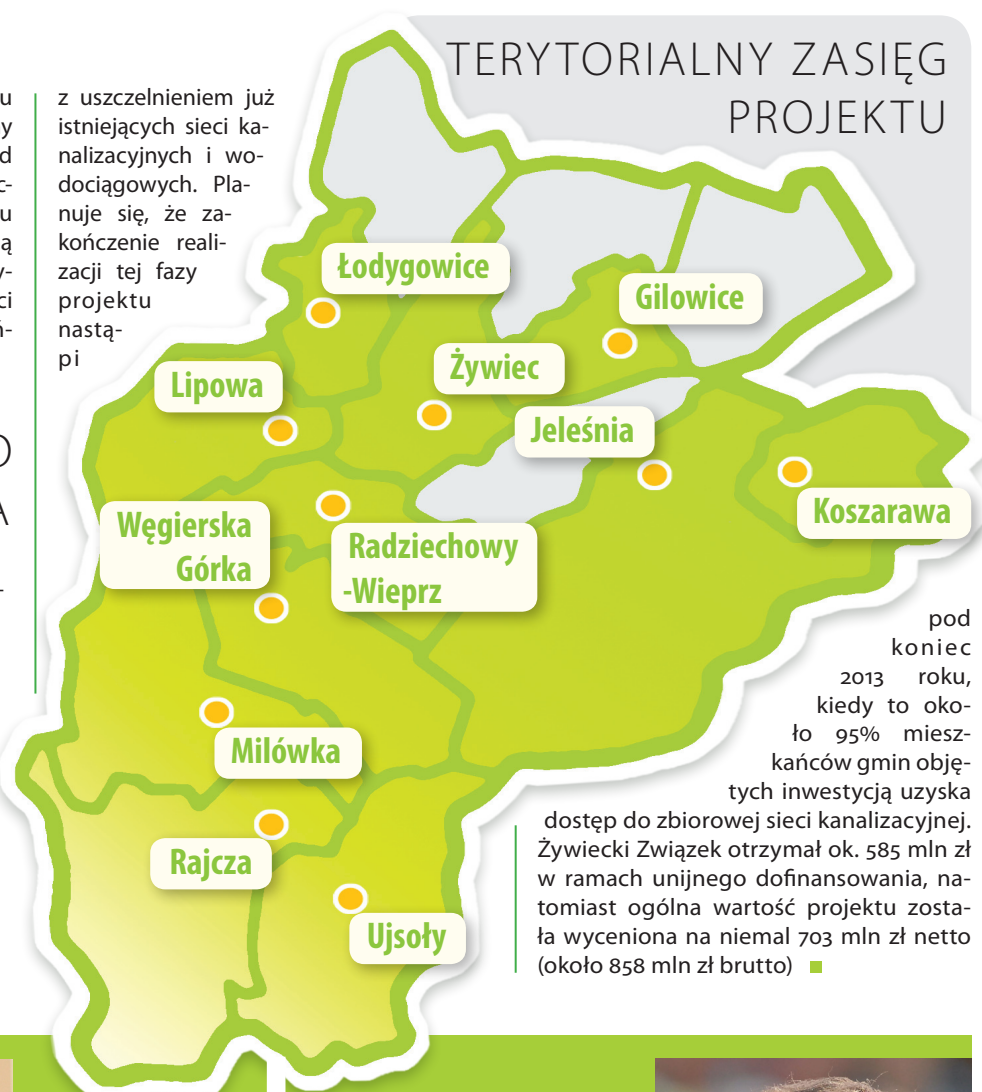 TERYTORIALNY ZASIĘG
PROJEKTU
u
y
d
c-
u
ą
y-
ci
ń-
O
A
-
z uszczelnieniem już
istniejących sieci ka-
nalizacyjnych i wo-
dociągowych. Pla-
nuje się, że za-
kończenie reali-
zacji tej fazy
projektu
nastą-
pi
Łodygowice
Gilowice
Żywiec
Lipowa
Jeleśnia
Koszarawa
Węgierska
Górka
Radziechowy
-Wieprz
Milówka
Rajcza
Ujsoły
pod
koniec
2013 roku,
kiedy to oko-
ło 95% miesz-
kańców gmin obję-
tych inwestycją uzyska
dostęp do zbiorowej sieci kanalizacyjnej.
Żywiecki Związek otrzymał ok. 585 mln zł
w ramach unijnego dofinansowania, na-
tomiast ogólna wartość projektu zosta-
ła wyceniona na niemal 703 mln zł netto
(około 858 mln zł brutto)